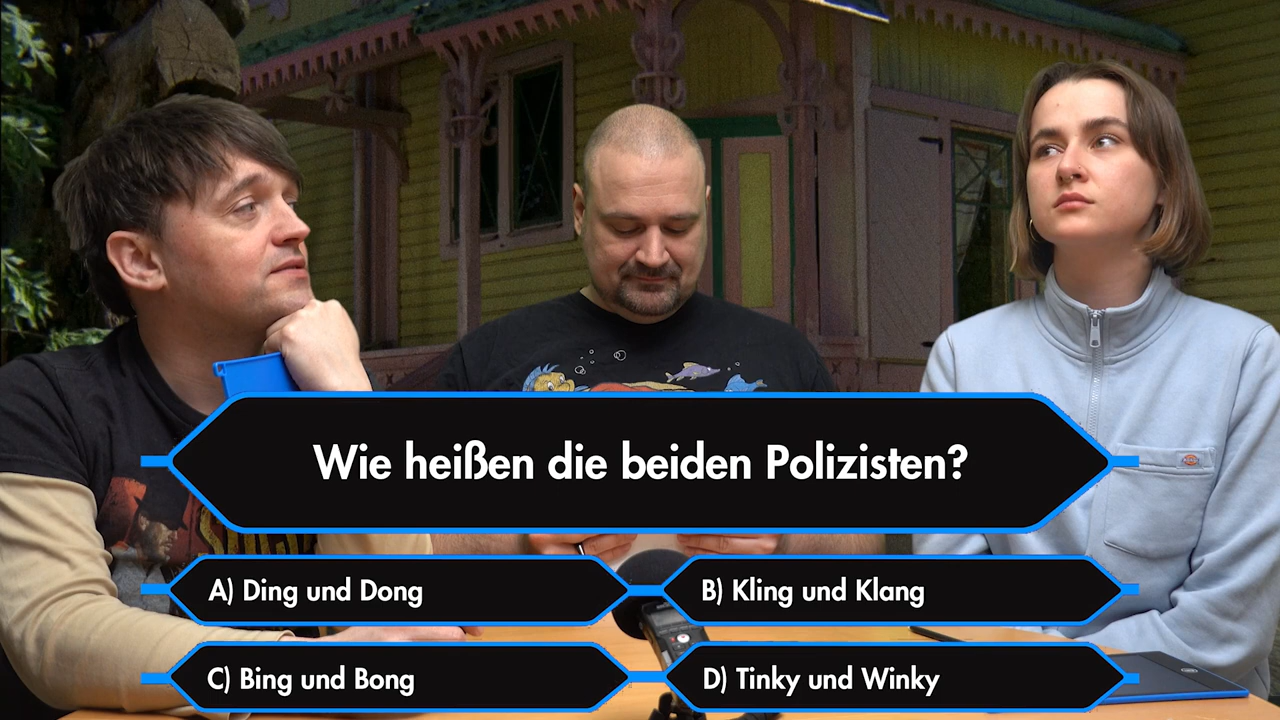 Wie heißen die beiden Polizisten?
A) Ding und Dong
B) Kling und Klang
C) Bing und Bong
D) Tinky und Winky